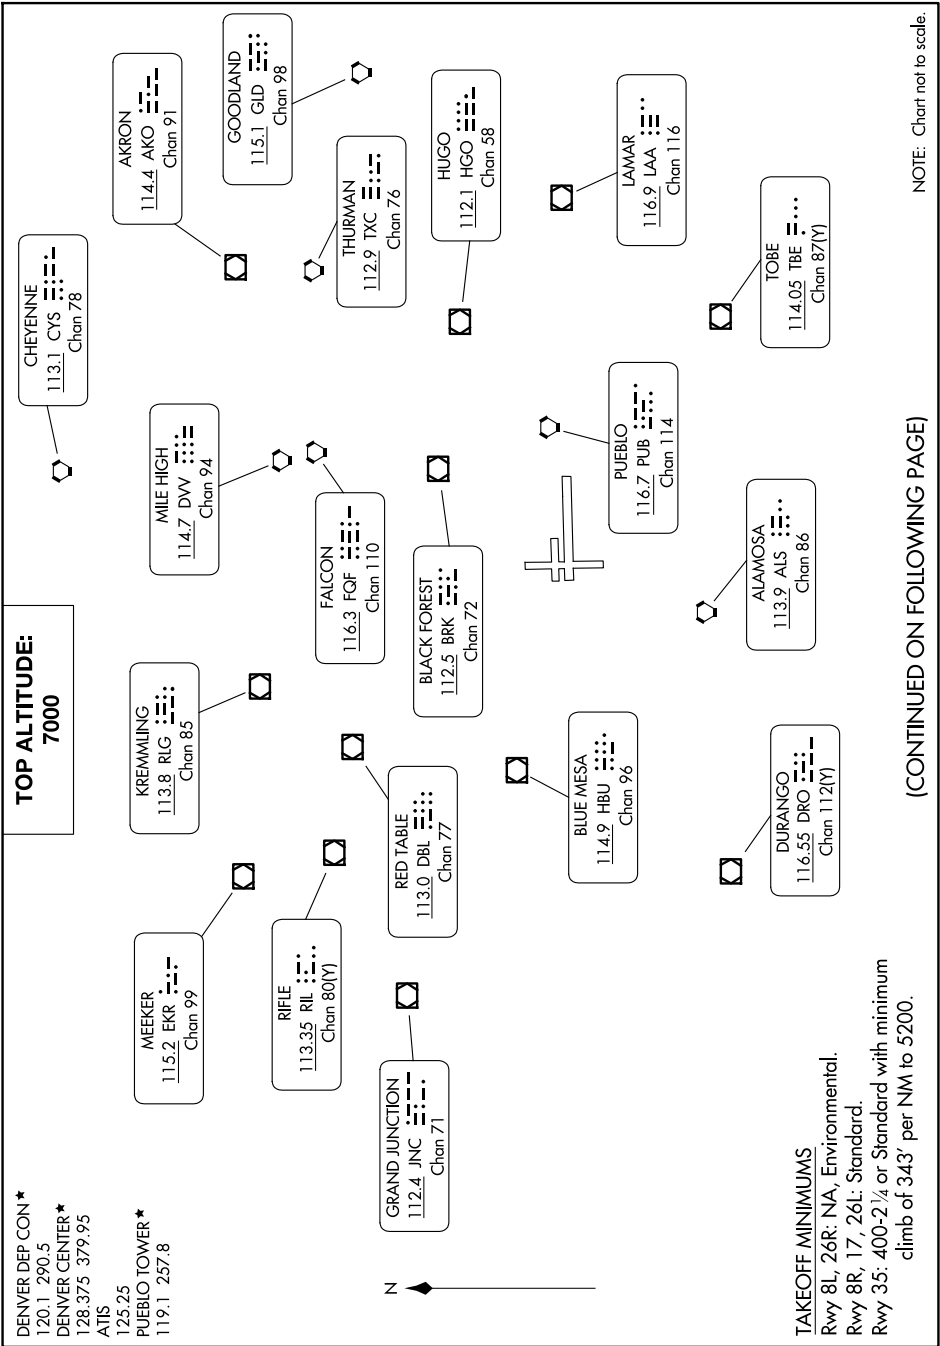 DENVER DEP CON★
120.1 290.5
DENVER CENTER★
128.375 379.95
ATIS
125.25
PUEBLO TOWER★
119.1 257.8
TOP ALTITUDE:
7000
CHEYENNE
113.1 CYS
Chan 78
AKRON
114.4 AKO
Chan 91
GOODLAND
115.1 GLD
Chan 98
MEEKER
115.2 EKR
Chan 99
KREMMLING
113.8 RLG
Chan 85
MILE HIGH
114.7 DVV
Chan 94
THURMAN
112.9 TXC
Chan 76
RIFLE
113.35 RIL
Chan 80(Y)
FALCON
116.3 FQF
Chan 110
HUGO
112.1 HGO
Chan 58
GRAND JUNCTION
112.4 JNC
Chan 71
RED TABLE
113.0 DBL
Chan 77
BLACK FOREST
112.5 BRK
Chan 72
N
BLUE MESA
114.9 HBU
Chan 96
PUEBLO
116.7 PUB
Chan 114
LAMAR
116.9 LAA
Chan 116
DURANGO
116.55 DRO
Chan 112(Y)
ALAMOSA
113.9 ALS
Chan 86
TOBE
114.05 TBE
Chan 87(Y)
TAKEOFF MINIMUMS
Rwy 8L, 26R: NA, Environmental.
Rwy 8R, 17, 26L: Standard.
Rwy 35: 400-2¼ or Standard with minimum
climb of 343' per NM to 5200.
(CONTINUED ON FOLLOWING PAGE)
NOTE: Chart not to scale.